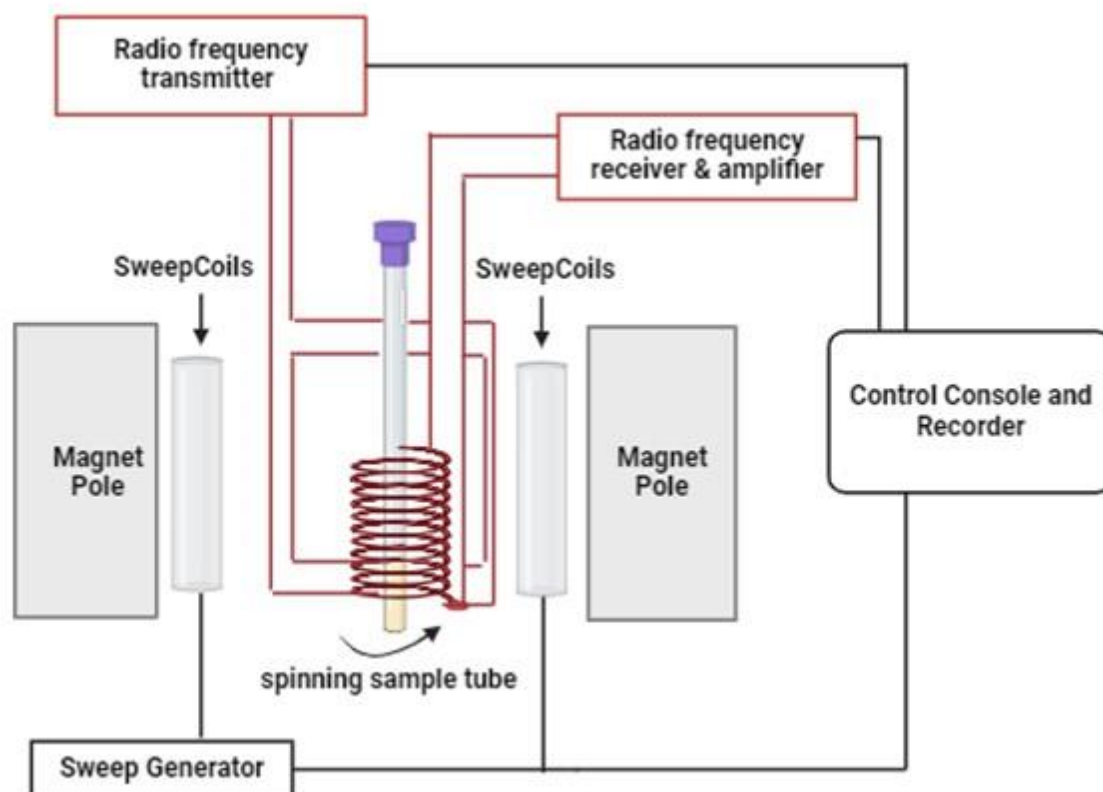 Radio frequency
transmitter
Radio frequency
receiver & amplifier
SweepCoils
SweepCoils
Magnet
Pole
Magnet
Pole
Control Console and
Recorder
spinning sample tube
Sweep Generator